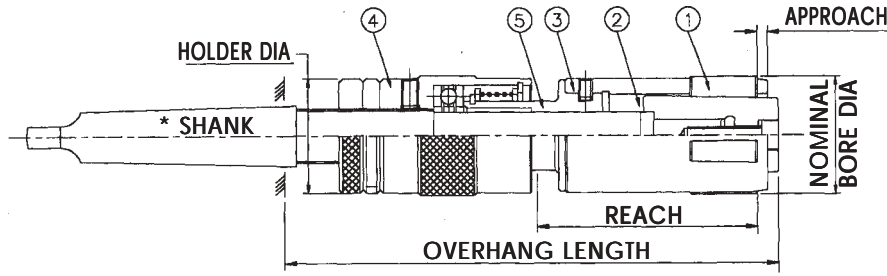 APPROACH
4
5
3
2
1
HOLDER DIA
* SHANK
NOMINAL
BORE DIA
REACH
OVERHANG LENGTH